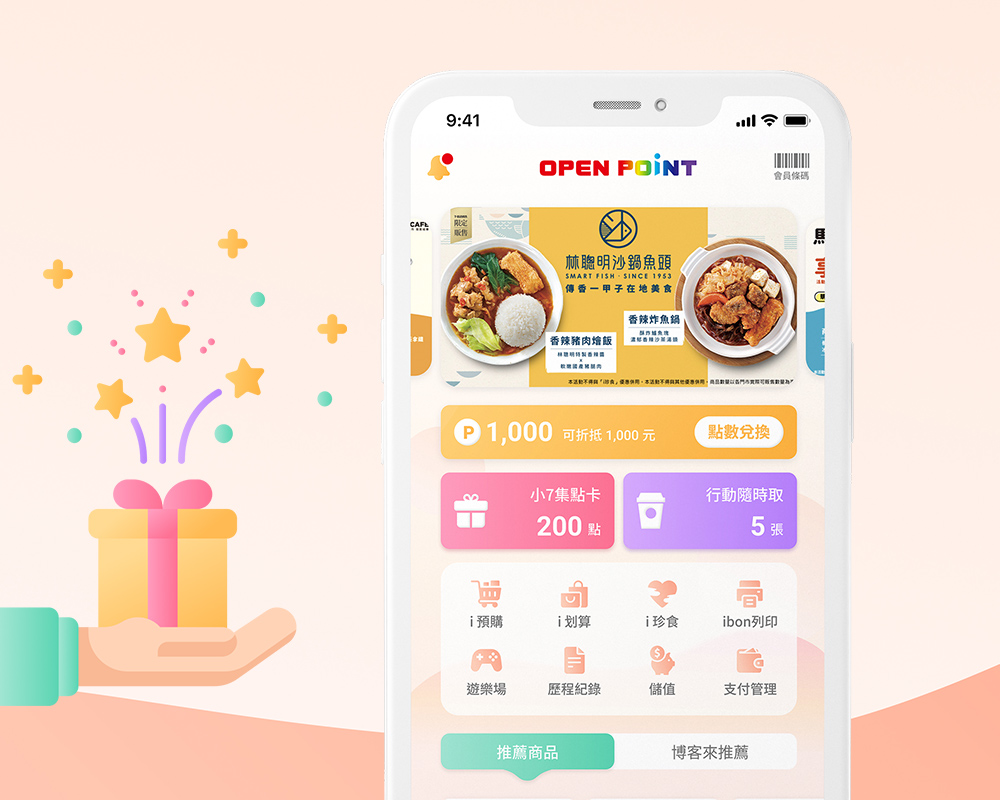 9:41
OPEN POiNT
會員條碼
CAFE
限定
販售
林聰明沙鍋魚頭
SMART FISH · SINCE 1953
傳香一甲子在地美食
香辣炸魚鍋
酥炸鱸魚塊
濃郁香辣沙茶湯頭
香辣豬肉燴飯
林聰明特製香辣醬
x
軟嫩國產豬腿肉
本活動不得與「i珍食」優惠併用，本活動不得與其他優惠併用，商品數量以各門市實際可販售數量為
P 1,000 可折抵 1,000 元
點數兌換
小7集點卡
200 點
行動隨時取
5 張
i 預購
i 划算
i 珍食
ibon列印
遊樂場
歷程紀錄
儲值
支付管理
推薦商品
博客來推薦